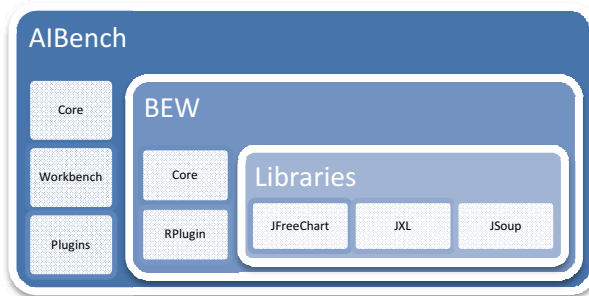 AIBench
Core
Workbench
Plugins
BEW
Core
RPlugin
Libraries
JFreeChart
JXL
JSoup